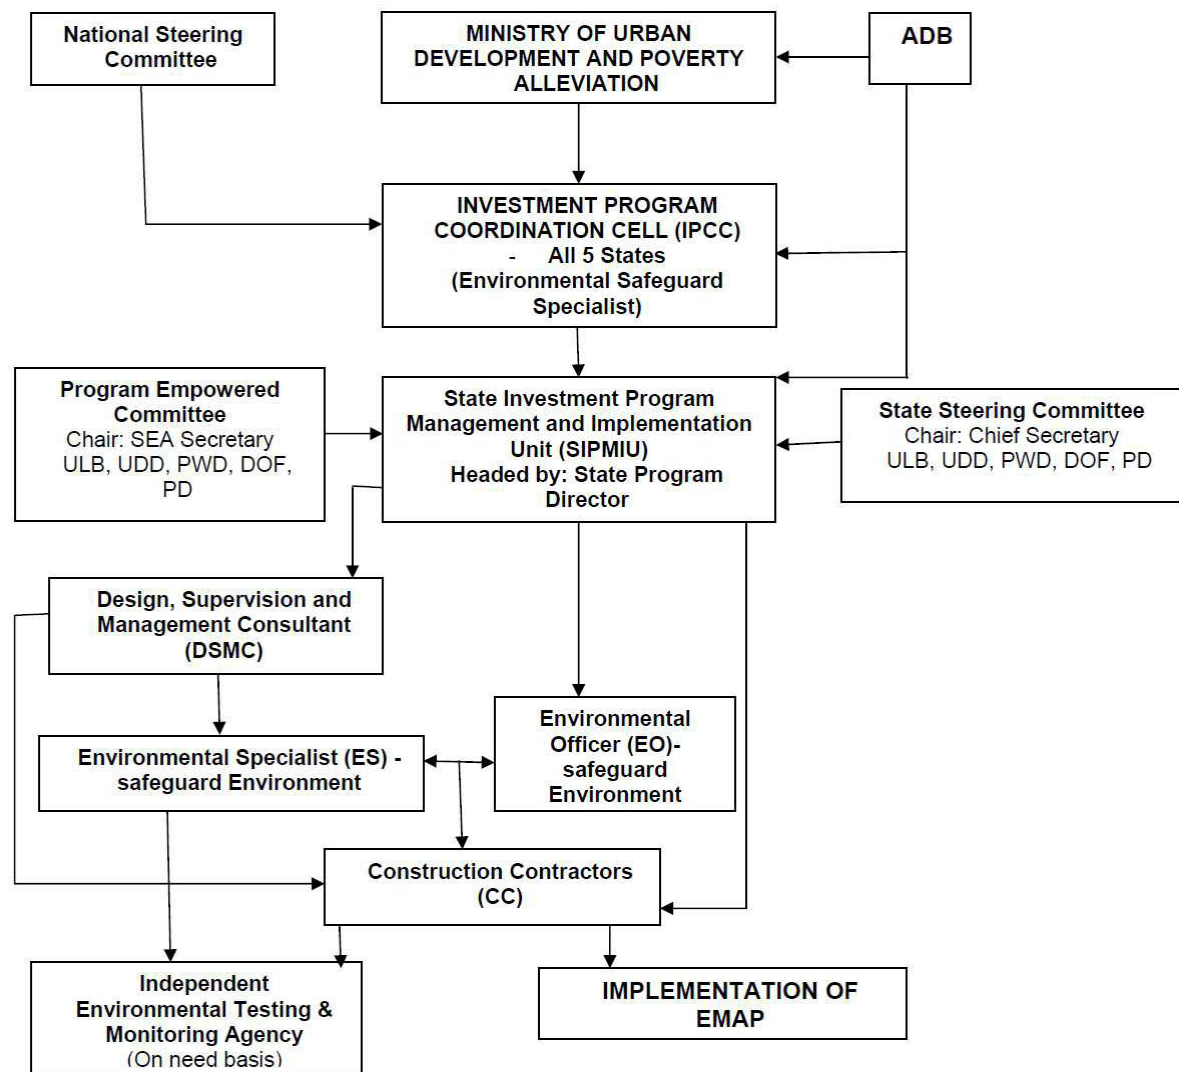 National Steering
Committee
MINISTRY OF URBAN
DEVELOPMENT AND POVERTY
ALLEVIATION
ADB
INVESTMENT PROGRAM
COORDINATION CELL (IPCC)
- All 5 States
(Environmental Safeguard
Specialist)
Program Empowered
Committee
Chair: SEA Secretary
ULB, UDD, PWD, DOF,
PD
State Investment Program
Management and Implementation
Unit (SIPMIU)
Headed by: State Program
Director
State Steering Committee
Chair: Chief Secretary
ULB, UDD, PWD, DOF, PD
Design, Supervision and
Management Consultant
(DSMC)
Environmental Specialist (ES) -
safeguard Environment
Environmental
Officer (EO)-
safeguard
Environment
Construction Contractors
(CC)
Independent
Environmental Testing &
Monitoring Agency
(On need basis)
IMPLEMENTATION OF
EMAP